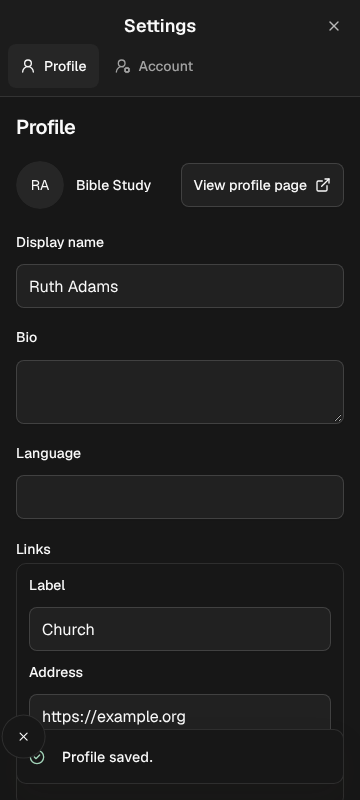 Settings
Profile
Account
Profile
RA
Bible Study
View profile page
Display name
Ruth Adams
Bio
Language
Links
Label
Church
Address
https://example.org
Profile saved.